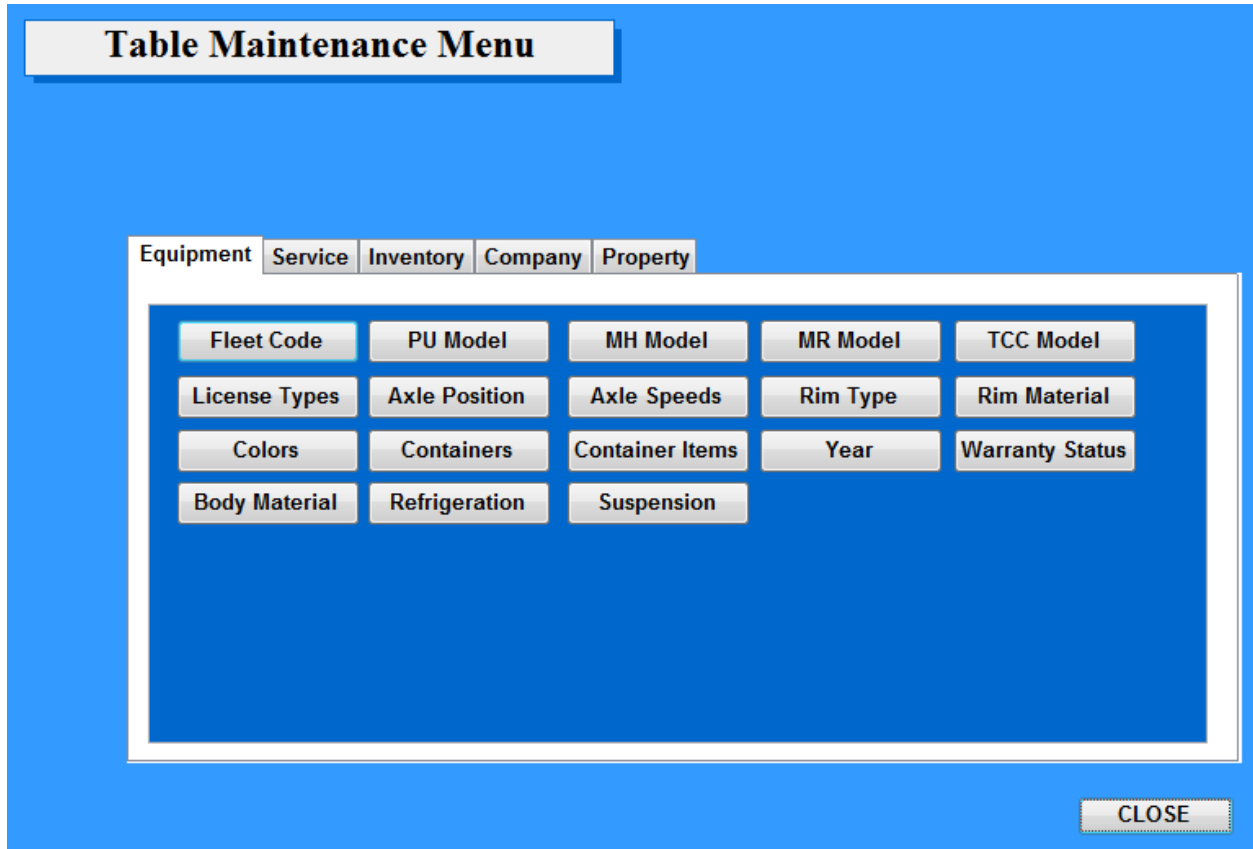 Table Maintenance Menu
Equipment Service Inventory Company Property
Fleet Code PU Model MH Model MR Model TCC Model
License Types Axle Position Axle Speeds Rim Type Rim Material
Colors Containers Container Items Year Warranty Status
Body Material Refrigeration Suspension
CLOSE